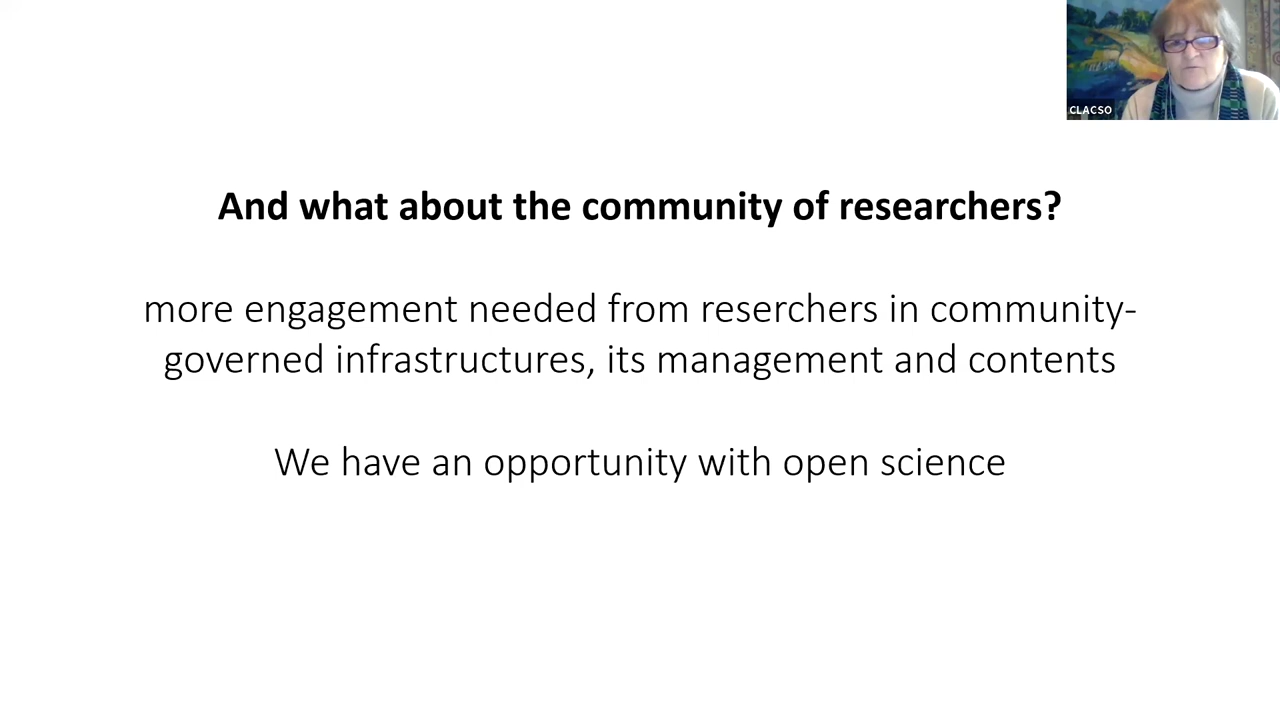 CLACSO
And what about the community of researchers?
more engagement needed from reserchers in community-
governed infrastructures, its management and contents
We have an opportunity with open science